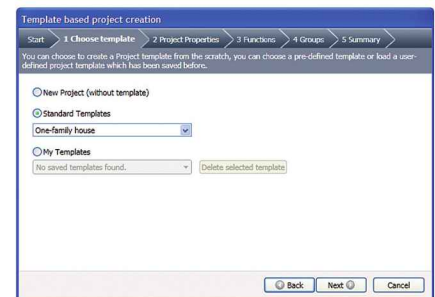 Template based project creation
Start 1 Choose template 2 Project Properties 3 Functions 4 Groups 5 Summary
You can choose to create a Project template from the scratch, you can choose a pre-defined template or load a user-
defined project template which has been saved before.
New Project (without template)
Standard Templates
One-family house
My Templates
No saved templates found. Delete selected template
Back Next Cancel